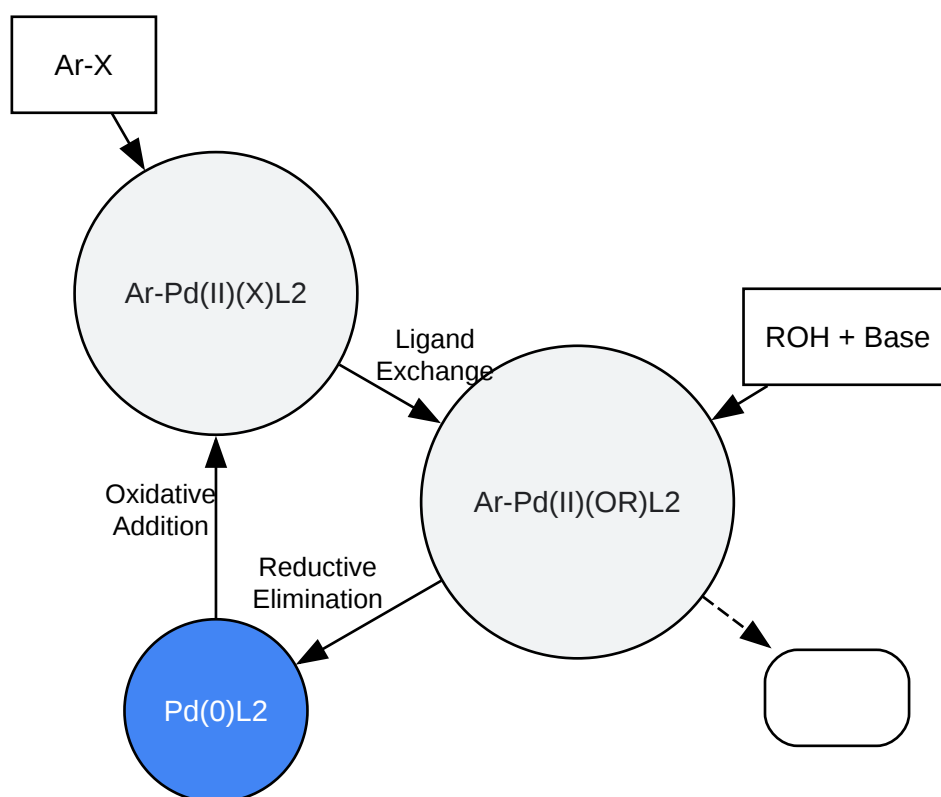 Ar-X
Ar-Pd(II)(X)L2
Ligand
Exchange
ROH + Base
Oxidative
Addition
Ar-Pd(II)(OR)L2
Reductive
Elimination
Pd(0)L2